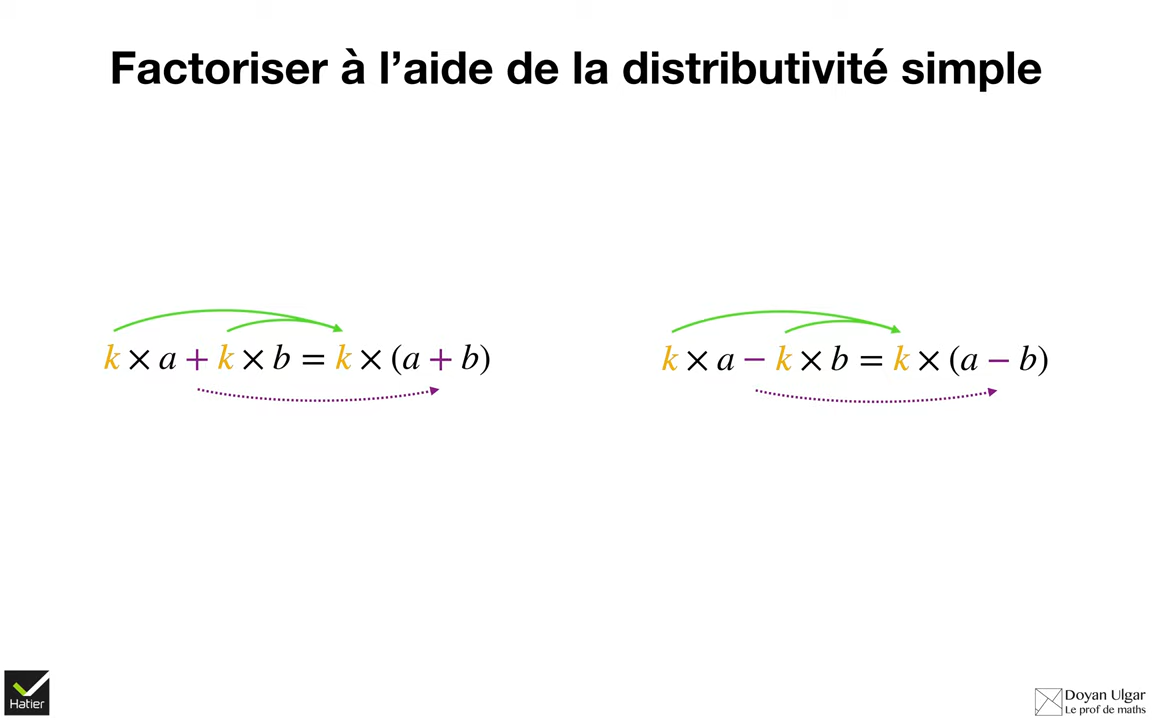 Factoriser à l’aide de la distributivité simple
k × a + k × b = k × (a + b)
k × a − k × b = k × (a − b)
Hatier
Doyan Ulgar
Le prof de maths